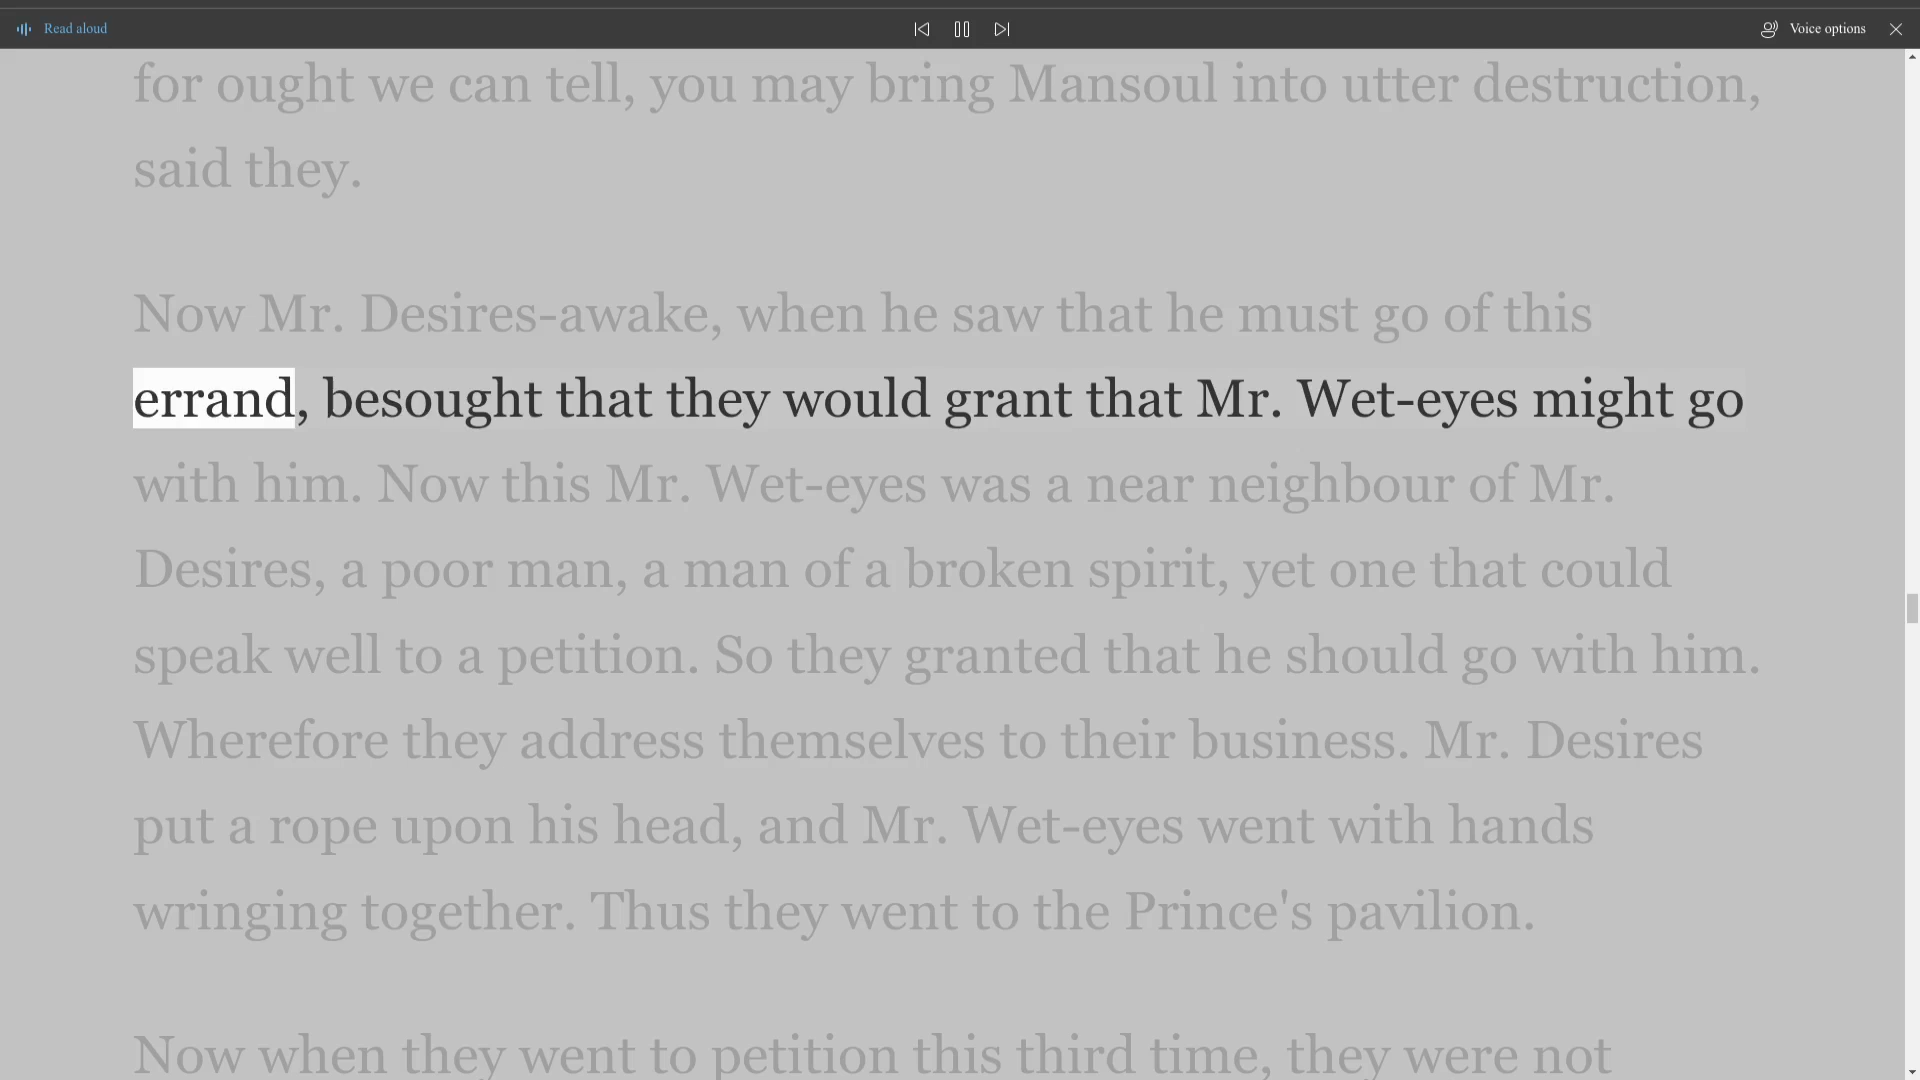 Read aloud
Voice options
for ought we can tell, you may bring Mansoul into utter destruction,
said they.
Now Mr. Desires-awake, when he saw that he must go of this
errand, besought that they would grant that Mr. Wet-eyes might go
with him. Now this Mr. Wet-eyes was a near neighbour of Mr.
Desires, a poor man, a man of a broken spirit, yet one that could
speak well to a petition. So they granted that he should go with him.
Wherefore they address themselves to their business. Mr. Desires
put a rope upon his head, and Mr. Wet-eyes went with hands
wringing together. Thus they went to the Prince's pavilion.
Now when they went to petition this third time, they were not